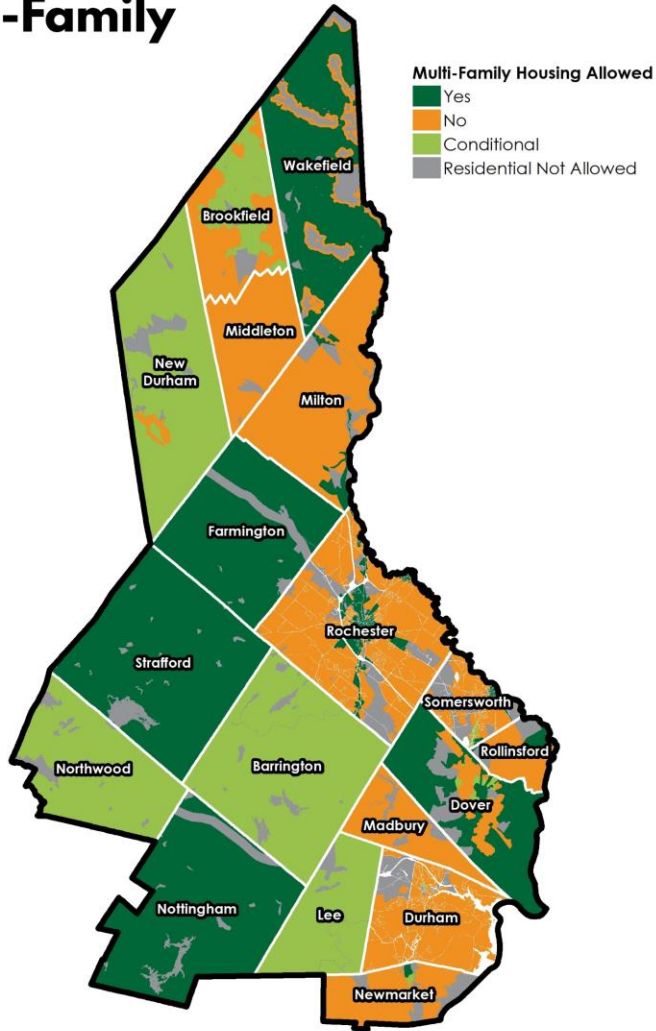 -Family
Multi-Family Housing Allowed
Yes
No
Conditional
Residential Not Allowed
Wakefield
Brookfield
Middleton
New
Durham
Milton
Farmington
Rochester
Strafford
Somersworth
Rollinsford
Northwood
Barrington
Dover
Madbury
Nottingham
Lee
Durham
Newmarket